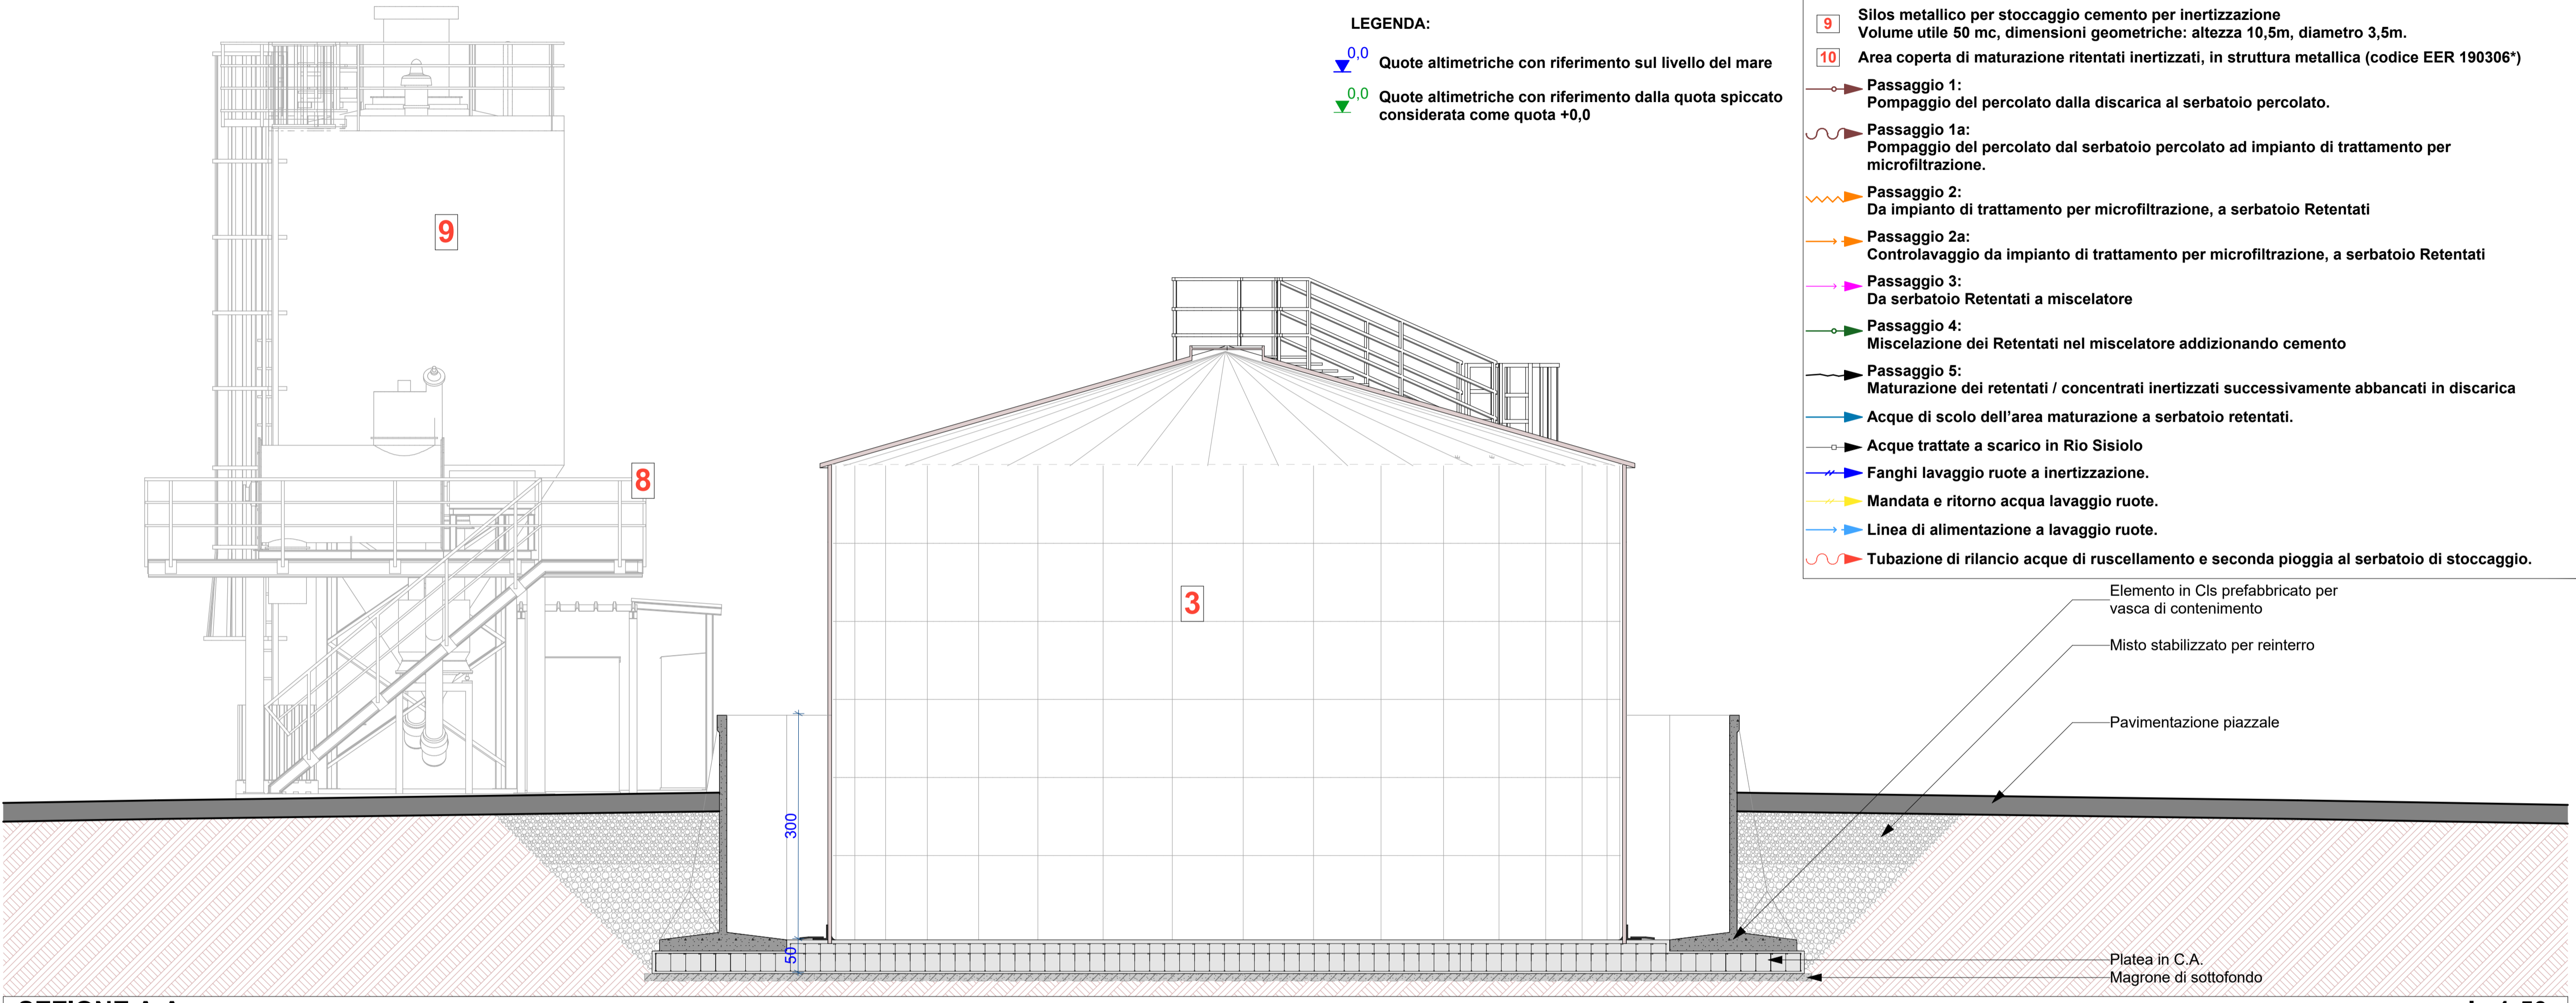 LEGENDA:
0,0
Quote altimetriche con riferimento sul livello del mare
0,0
Quote altimetriche con riferimento dalla quota spiccato
considerata come quota +0,0
9
Silos metallico per stoccaggio cemento per inertizzazione
Volume utile 50 mc, dimensioni geometriche: altezza 10,5m, diametro 3,5m.
10
Area coperta di maturazione ritentati inertizzati, in struttura metallica (codice EER 190306*)
Passaggio 1:
Pompaggio del percolato dalla discarica al serbatoio percolato.
Passaggio 1a:
Pompaggio del percolato dal serbatoio percolato ad impianto di trattamento per
microfiltrazione.
Passaggio 2:
Da impianto di trattamento per microfiltrazione, a serbatoio Retentati
Passaggio 2a:
Controlavaggio da impianto di trattamento per microfiltrazione, a serbatoio Retentati
Passaggio 3:
Da serbatoio Retentati a miscelatore
Passaggio 4:
Miscelazione dei Retentati nel miscelatore addizionando cemento
Passaggio 5:
Maturazione dei retentati / concentrati inertizzati successivamente abbancati in discarica
Acque di scolo dell'area maturazione a serbatoio retentati.
Acque trattate a scarico in Rio Sisiolo
Fanghi lavaggio ruote a inertizzazione.
Mandata e ritorno acqua lavaggio ruote.
Linea di alimentazione a lavaggio ruote.
Tubazione di rilancio acque di ruscellamento e seconda pioggia al serbatoio di stoccaggio.
9
8
3
300
50
Elemento in Cls prefabbricato per
vasca di contenimento
Misto stabilizzato per reinterro
Pavimentazione piazzale
Platea in C.A.
Magrone di sottofondo